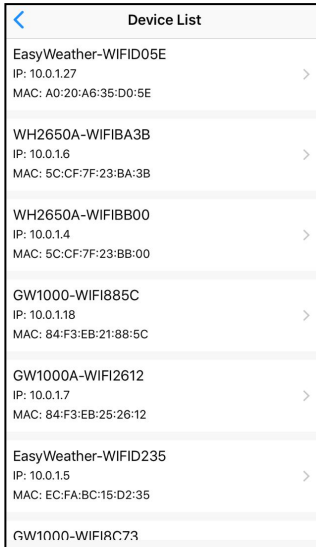 Device List
EasyWeather-WIFID05E
IP: 10.0.1.27
MAC: A0:20:A6:35:D0:5E
WH2650A-WIFIBA3B
IP: 10.0.1.6
MAC: 5C:CF:7F:23:BA:3B
WH2650A-WIFIBB00
IP: 10.0.1.4
MAC: 5C:CF:7F:23:BB:00
GW1000-WIFI885C
IP: 10.0.1.18
MAC: 84:F3:EB:21:88:5C
GW1000A-WIFI2612
IP: 10.0.1.7
MAC: 84:F3:EB:25:26:12
EasyWeather-WIFID235
IP: 10.0.1.5
MAC: EC:FA:BC:15:D2:35
GW1000-WIFI8C73